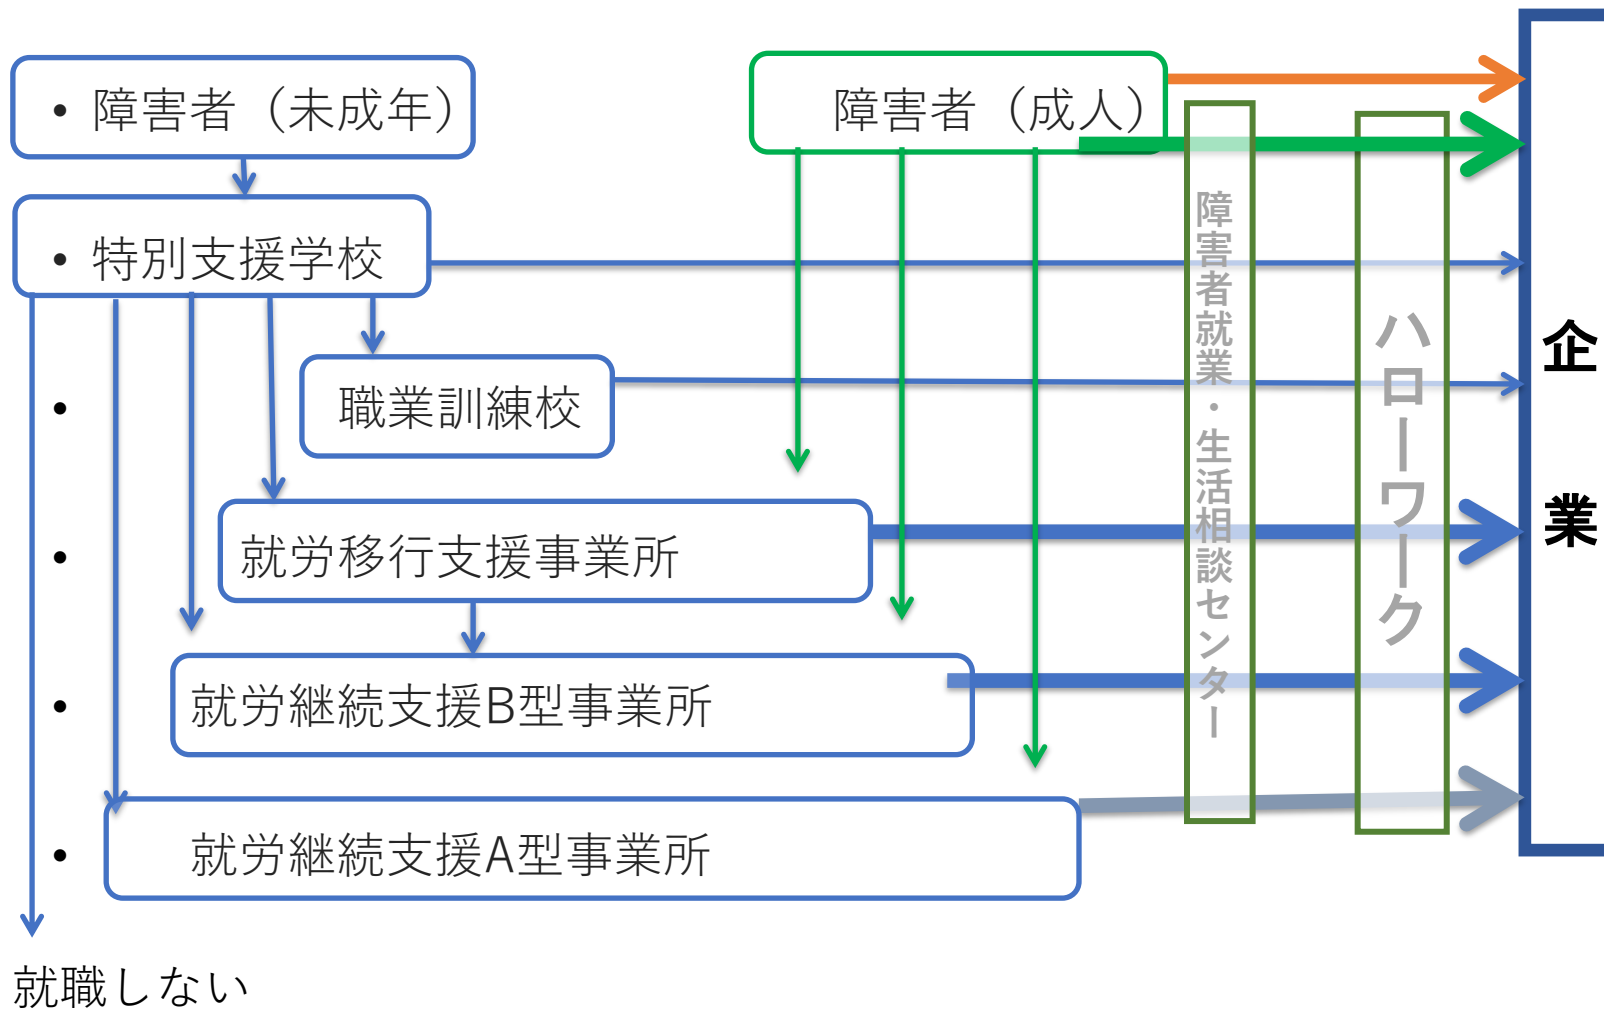 • 障害者（未成年）
障害者（成人）
• 特別支援学校
• 職業訓練校
• 就労移行支援事業所
• 就労継続支援B型事業所
• 就労継続支援A型事業所
就職しない
障害者就業・生活相談センター
ハローワーク
企業